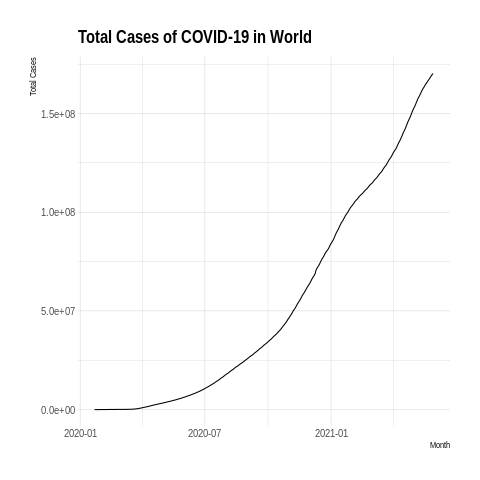 Total Cases of COVID-19 in World
Total Cases
1.5e+08
1.0e+08
5.0e+07
0.0e+00
2020-01 2020-07 2021-01
Month